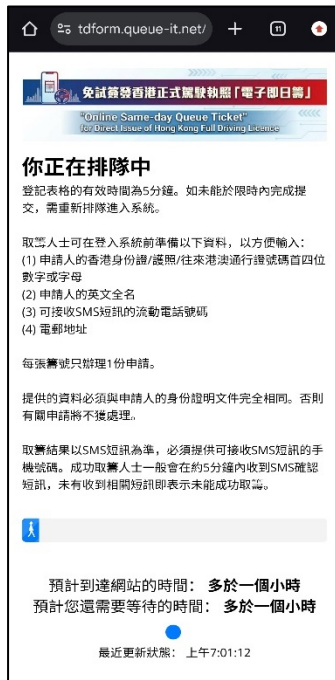 tdform.queue-it.net/
11
免試簽發香港正式駕駛執照「電子即日籌」
"Online Same-day Queue Ticket"
for Direct Issue of Hong Kong Full Driving Licence
你正在排隊中
登記表格的有效時間為5分鐘。如未能於限時內完成提
交，需重新排隊進入系統。
取籌人士可在登入系統前準備以下資料，以方便輸入：
(1) 申請人的香港身份證/護照/往來港澳通行證號碼首四位
數字或字母
(2) 申請人的英文全名
(3) 可接收SMS短訊的流動電話號碼
(4) 電郵地址
每張籌號只辦理1份申請。
提供的資料必須與申請人的身份證明文件完全相同。否則
有關申請將不獲處理。
取籌結果以SMS短訊為準，必須提供可接收SMS短訊的手
機號碼。成功取籌人士一般會在約5分鐘內收到SMS確認
短訊，未有收到相關短訊即表示未能成功取籌。
預計到達網站的時間： 多於一個小時
預計您還需要等待的時間： 多於一個小時
最近更新狀態： 上午7:01:12